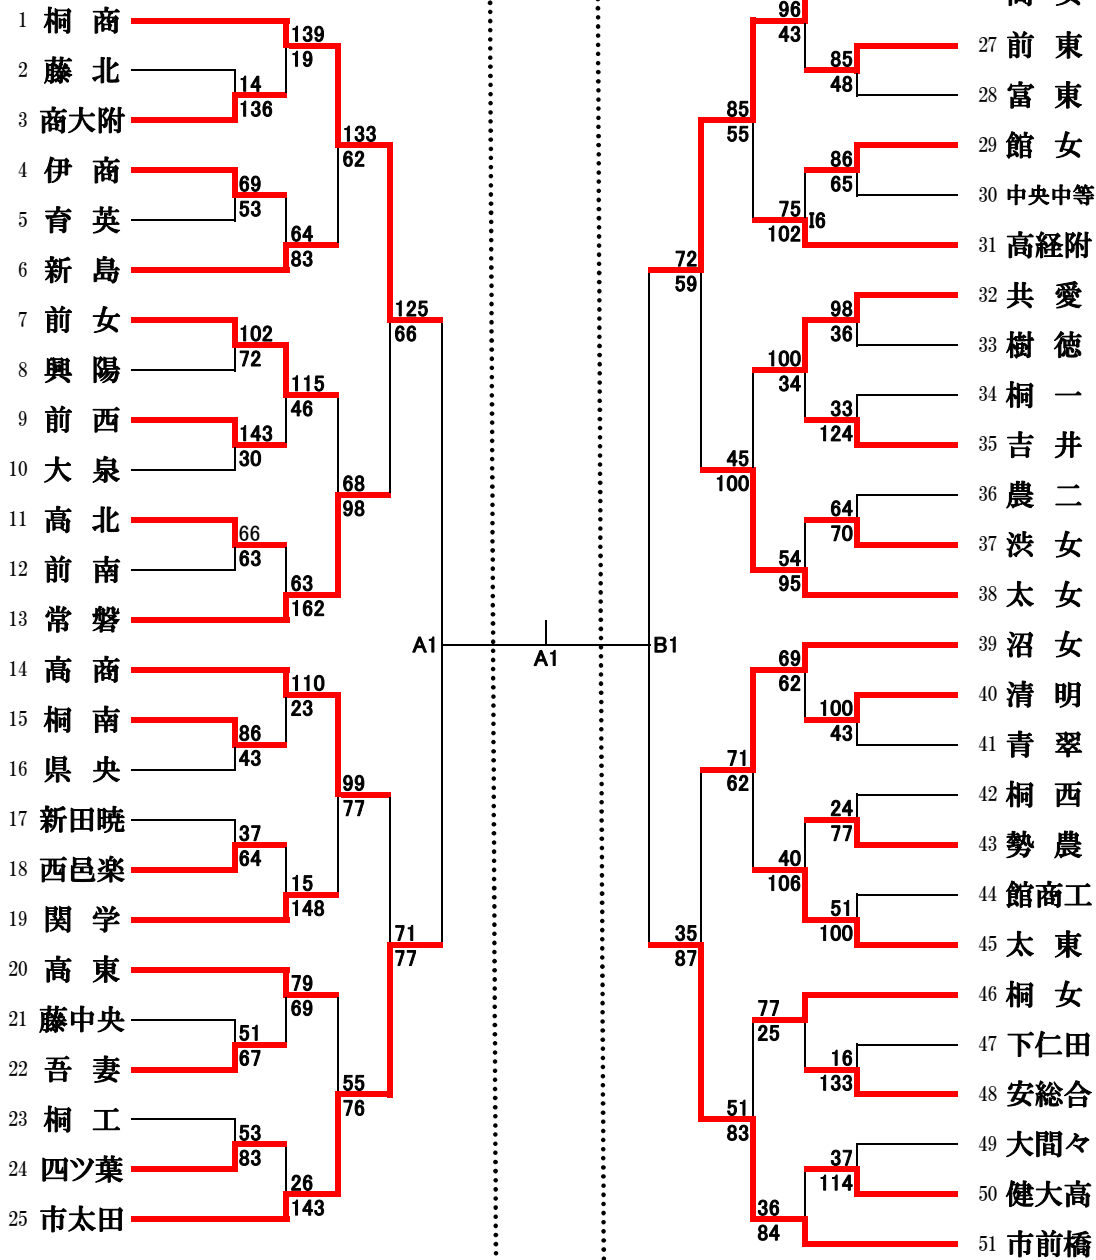 1 桐商
2 藤北
3 商大附
4 伊商
5 育英
6 新島
7 前女
8 興陽
9 前西
10 大泉
11 高北
12 前南
13 常磐
14 高商
15 桐南
16 県央
17 新田暁
18 西邑楽
19 関学
20 高東
21 藤中央
22 吾妻
23 桐工
24 四ツ葉
25 市太田
139
19
14
136
133
62
69
53
64
83
125
66
102
72
115
46
143
30
68
98
66
63
63
162
A1
110
23
86
43
99
77
37
64
15
148
71
77
79
69
51
67
55
76
53
83
26
143
A1
B1
96
43
85
48
85
55
86
65
75
102
I6
72
59
98
36
100
34
33
124
45
100
64
70
54
95
69
62
100
43
71
62
24
77
40
106
51
100
35
87
77
25
16
133
51
83
37
114
36
84
27 前東
28 富東
29 館女
30 中央中等
31 高経附
32 共愛
33 樹徳
34 桐一
35 吉井
36 農二
37 渋女
38 太女
39 沼女
40 清明
41 青翠
42 桐西
43 勢農
44 館商工
45 太東
46 桐女
47 下仁田
48 安総合
49 大間々
50 健大高
51 市前橋